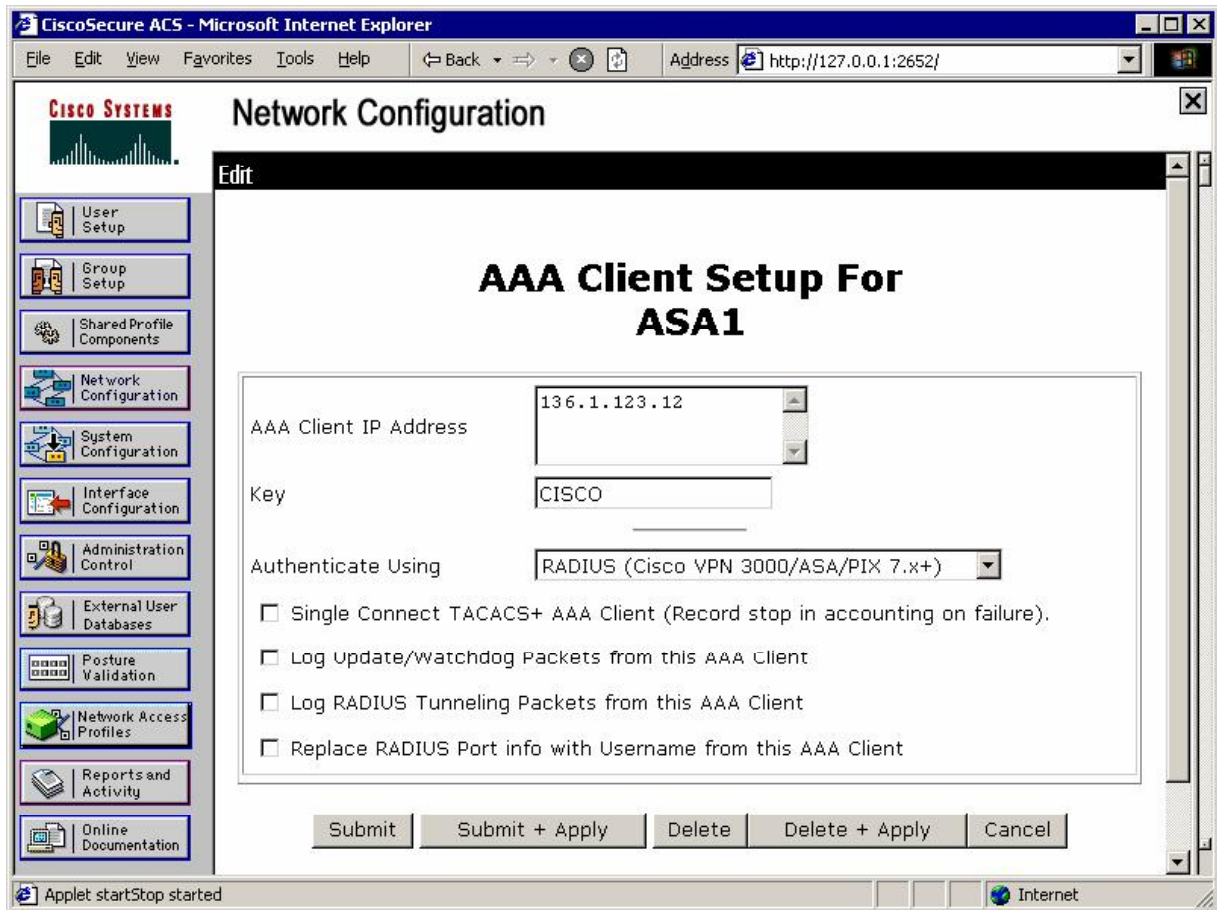 CiscoSecure ACS - Microsoft Internet Explorer
File Edit View Favorites Tools Help Back Address http://127.0.0.1:2652/
CISCO SYSTEMS
Network Configuration
Edit
User
Setup
Group
Setup
Shared Profile
Components
Network
Configuration
System
Configuration
Interface
Configuration
Administration
Control
External User
Databases
Posture
Validation
Network Access
Profiles
Reports and
Activity
Online
Documentation
AAA Client Setup For
ASA1
AAA Client IP Address 136.1.123.12
Key CISCO
Authenticate Using RADIUS (Cisco VPN 3000/ASA/PIX 7.x+)
Single Connect TACACS+ AAA Client (Record stop in accounting on failure).
Log Update/Watchdog Packets from this AAA Client
Log RADIUS Tunneling Packets from this AAA Client
Replace RADIUS Port info with Username from this AAA Client
Submit Submit + Apply Delete Delete + Apply Cancel
Applet startStop started Internet